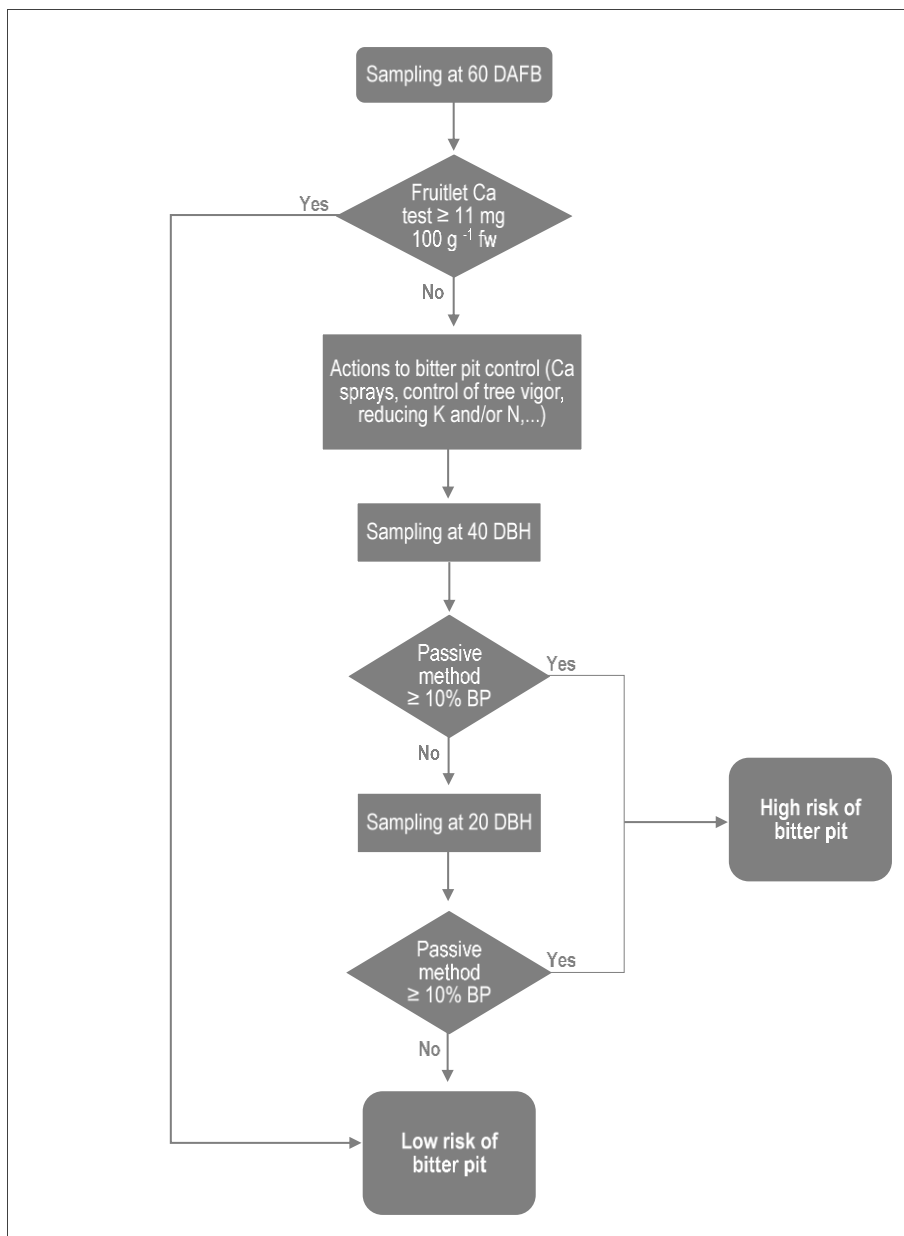 Sampling at 60 DAFB
Yes
Fruitlet Ca
test ≥ 11 mg
100 g ⁻¹ fw
No
Actions to bitter pit control (Ca
sprays, control of tree vigor,
reducing K and/or N,...)
Sampling at 40 DBH
Passive
method
≥ 10% BP
Yes
No
Sampling at 20 DBH
High risk of
bitter pit
Passive
method
≥ 10% BP
Yes
No
Low risk of
bitter pit